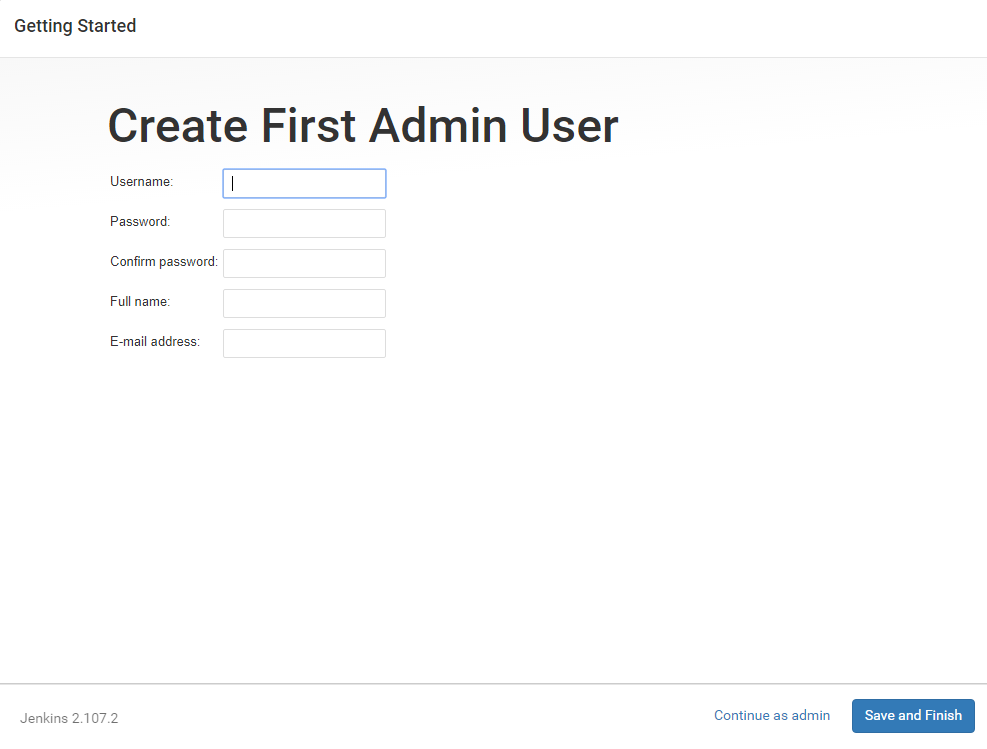 Getting Started
Create First Admin User
Username:
Password:
Confirm password:
Full name:
E-mail address:
Jenkins 2.107.2
Continue as admin
Save and Finish